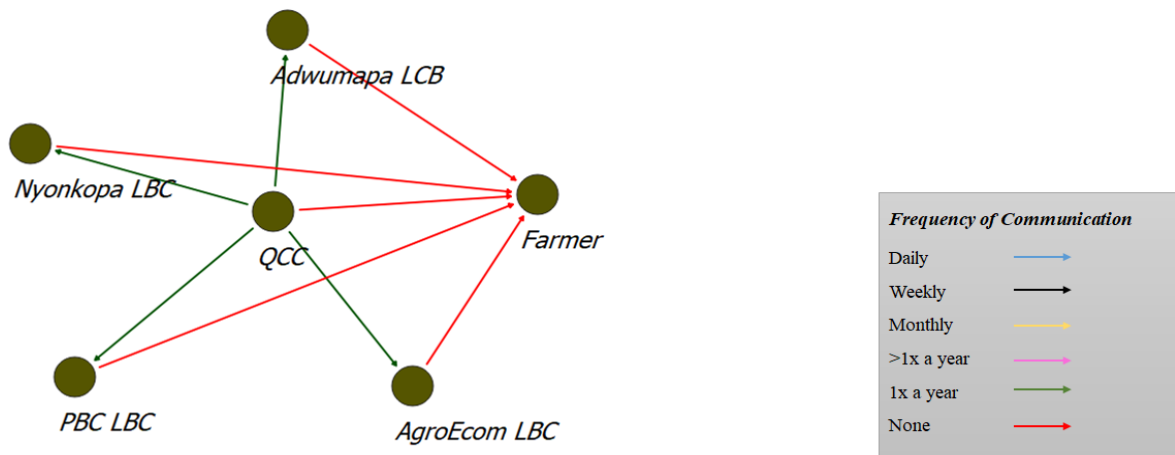 Adwumapa LCB
Nyonkopa LBC
QCC
Farmer
PBC LBC
AgroEcom LBC
Frequency of Communication
Daily
Weekly
Monthly
>1x a year
1x a year
None